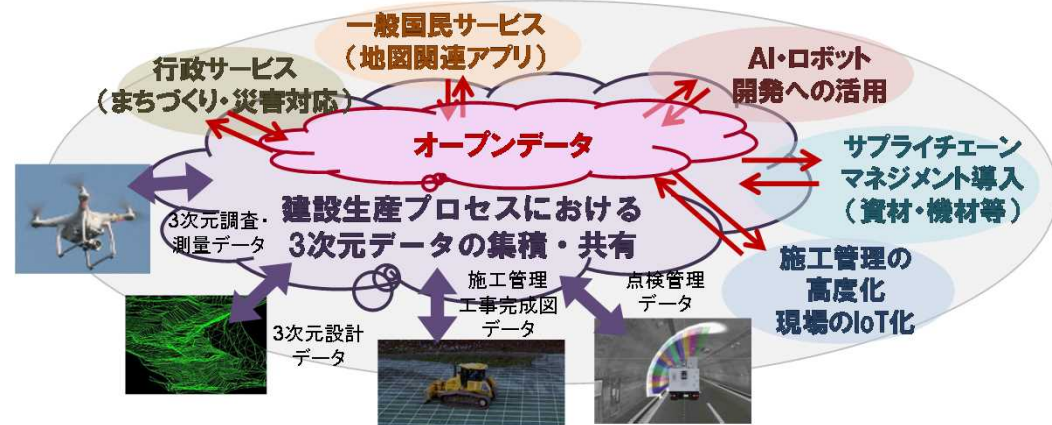 一般国民サービス
（地図関連アプリ）
行政サービス
（まちづくり・災害対応）
AI・ロボット
開発への活用
オープンデータ
サプライチェーン
マネジメント導入
（資材・機材等）
建設生産プロセスにおける
3次元データの集積・共有
3次元調査・
測量データ
施工管理の
高度化
現場のIoT化
3次元設計
データ
施工管理
工事完成図
データ
点検管理
データ